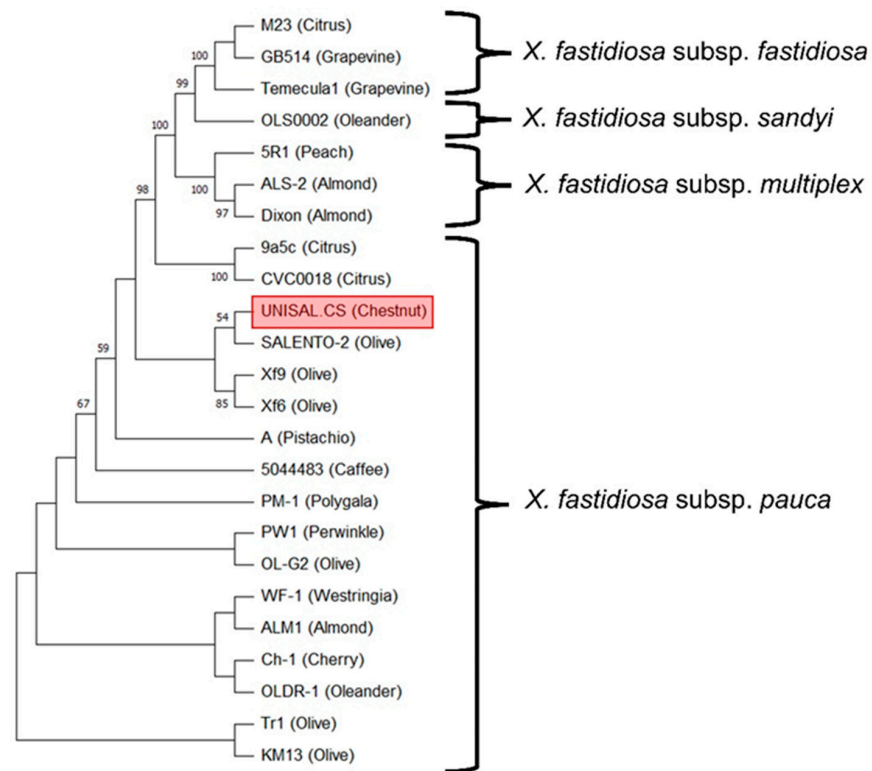 M23 (Citrus)
GB514 (Grapevine)
Temecula1 (Grapevine)
X. fastidiosa subsp. fastidiosa
OLS0002 (Oleander)
X. fastidiosa subsp. sandyi
5R1 (Peach)
ALS-2 (Almond)
Dixon (Almond)
X. fastidiosa subsp. multiplex
9a5c (Citrus)
CVC0018 (Citrus)
UNISAL.CS (Chestnut)
SALENTO-2 (Olive)
Xf9 (Olive)
Xf6 (Olive)
A (Pistachio)
5044483 (Caffee)
PM-1 (Polygala)
PW1 (Perwinkle)
OL-G2 (Olive)
WF-1 (Westringia)
ALM1 (Almond)
Ch-1 (Cherry)
OLDR-1 (Oleander)
Tr1 (Olive)
KM13 (Olive)
X. fastidiosa subsp. pauca
100
99
100
100
97
98
100
54
59
85
67